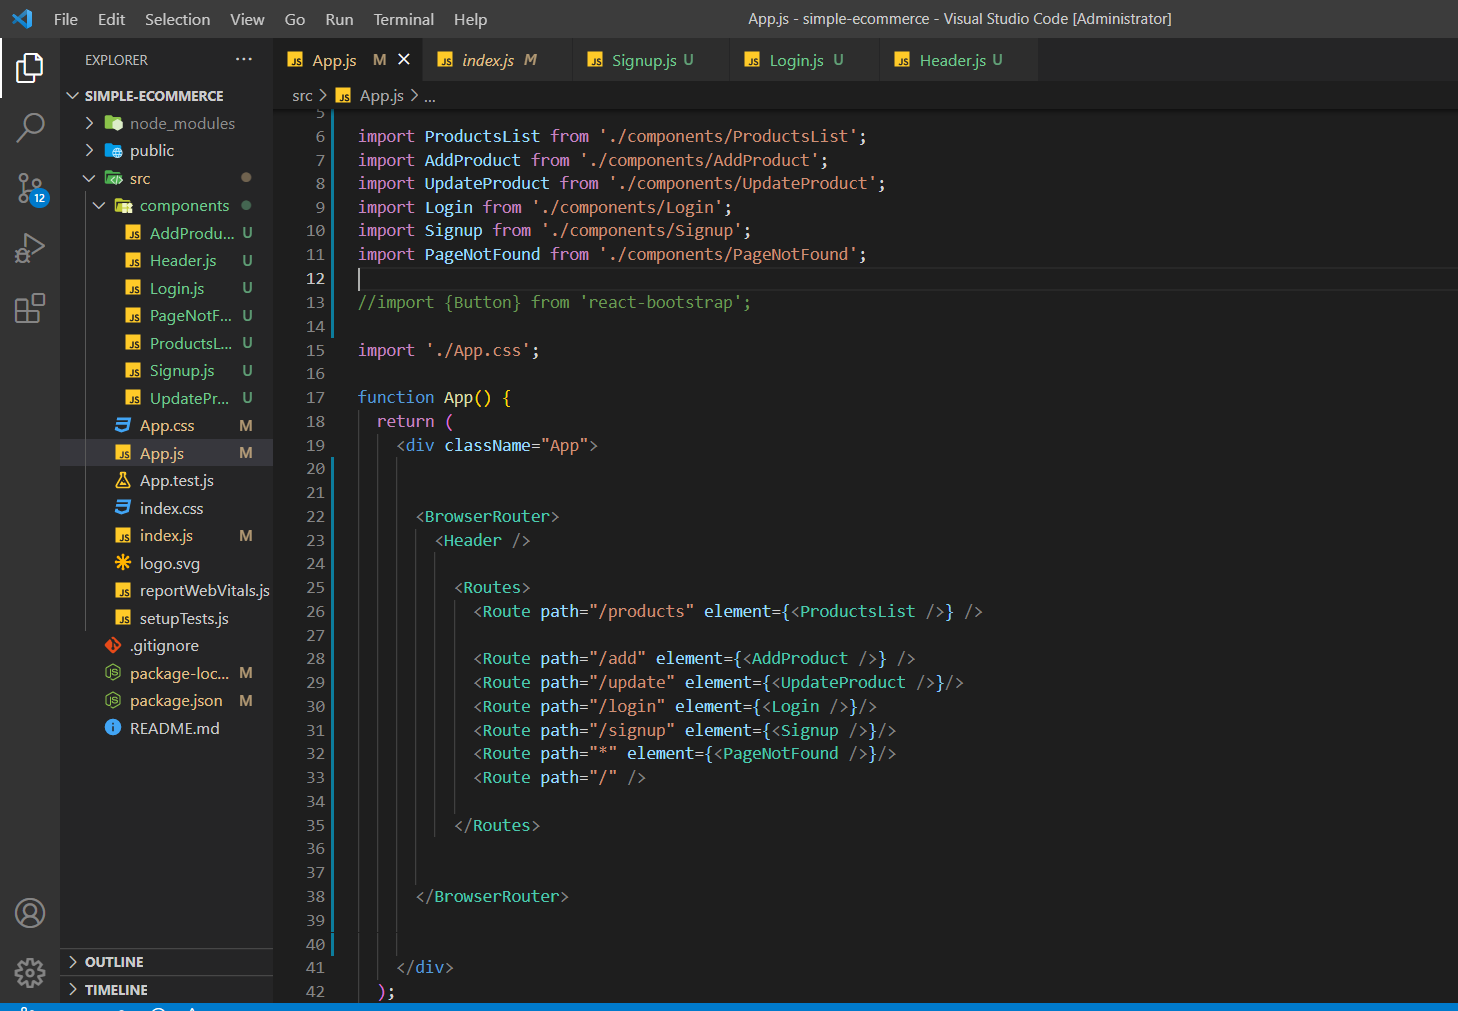 File Edit Selection View Go Run Terminal Help
App.js - simple-ecommerce - Visual Studio Code [Administrator]
EXPLORER ...
SIMPLE-ECOMMERCE
node_modules
public
src
components
AddProdu... U
Header.js U
Login.js U
PageNotF... U
ProductsL... U
Signup.js U
UpdatePr... U
App.css M
App.js M
App.test.js
index.css
index.js M
logo.svg
reportWebVitals.js
setupTests.js
.gitignore
package-loc... M
package.json M
README.md
OUTLINE
TIMELINE
12
JS App.js M
JS index.js M
JS Signup.js U
JS Login.js U
JS Header.js U
src > JS App.js > ...
5
6 import ProductsList from './components/ProductsList';
7 import AddProduct from './components/AddProduct';
8 import UpdateProduct from './components/UpdateProduct';
9 import Login from './components/Login';
10 import Signup from './components/Signup';
11 import PageNotFound from './components/PageNotFound';
12
13 //import {Button} from 'react-bootstrap';
14
15 import './App.css';
16
17 function App() {
18 return (
19 <div className="App">
20
21
22 <BrowserRouter>
23 <Header />
24
25 <Routes>
26 <Route path="/products" element={<ProductsList />} />
27
28 <Route path="/add" element={<AddProduct />} />
29 <Route path="/update" element={<UpdateProduct />}/>
30 <Route path="/login" element={<Login />}/>
31 <Route path="/signup" element={<Signup />}/>
32 <Route path="*" element={<PageNotFound />}/>
33 <Route path="/" />
34
35 </Routes>
36
37
38 </BrowserRouter>
39
40
41 </div>
42 );